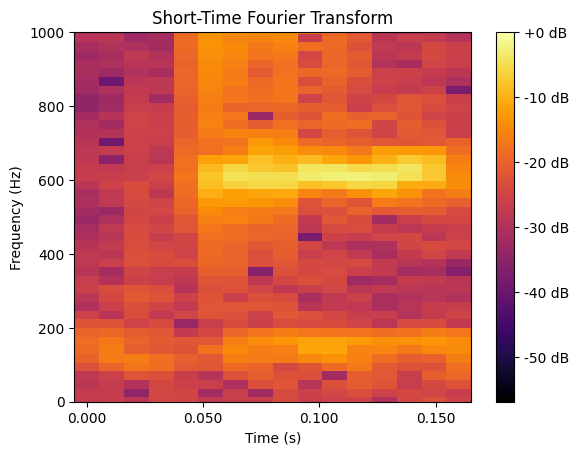 Short-Time Fourier Transform
1000
800
600
400
200
0
Frequency (Hz)
0.000
0.050
0.100
0.150
Time (s)
+0 dB
-10 dB
-20 dB
-30 dB
-40 dB
-50 dB